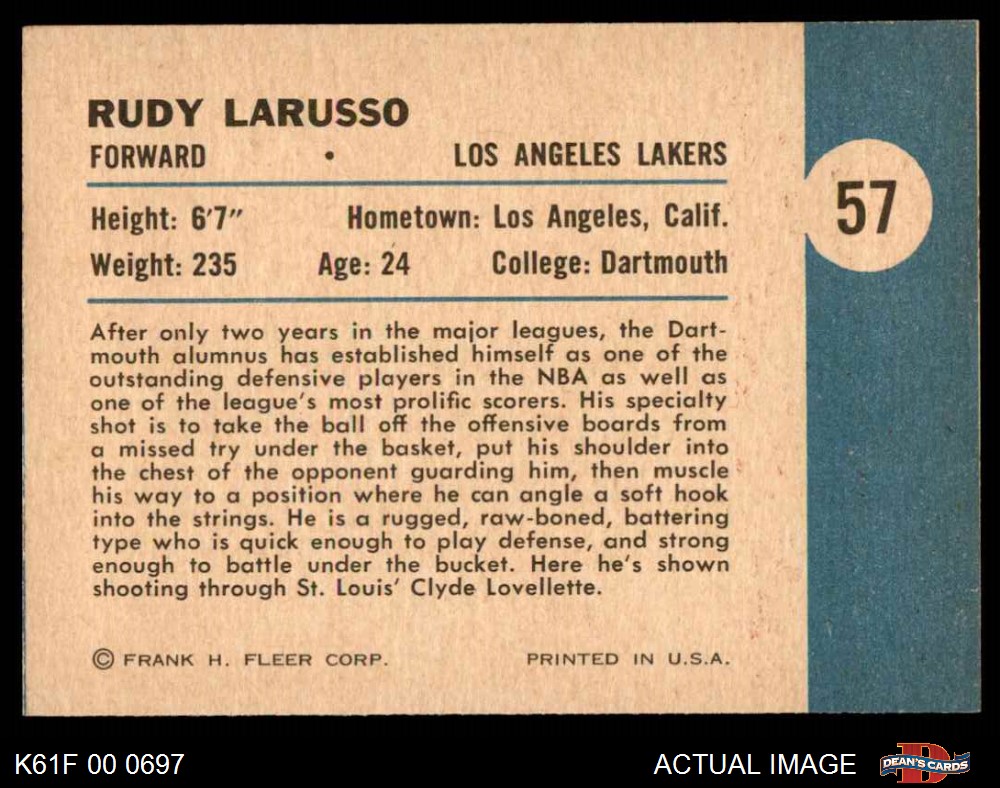 RUDY LARUSSO
FORWARD • LOS ANGELES LAKERS
Height: 6'7" Hometown: Los Angeles, Calif.
Weight: 235 Age: 24 College: Dartmouth
57
After only two years in the major leagues, the Dart-
mouth alumnus has established himself as one of the
outstanding defensive players in the NBA as well as
one of the league's most prolific scorers. His specialty
shot is to take the ball off the offensive boards from
a missed try under the basket, put his shoulder into
the chest of the opponent guarding him, then muscle
his way to a position where he can angle a soft hook
into the strings. He is a rugged, raw-boned, battering
type who is quick enough to play defense, and strong
enough to battle under the bucket. Here he's shown
shooting through St. Louis' Clyde Lovellette.
© FRANK H. FLEER CORP. PRINTED IN U.S.A.
K61F 00 0697 ACTUAL IMAGE D DEAN'S CARDS